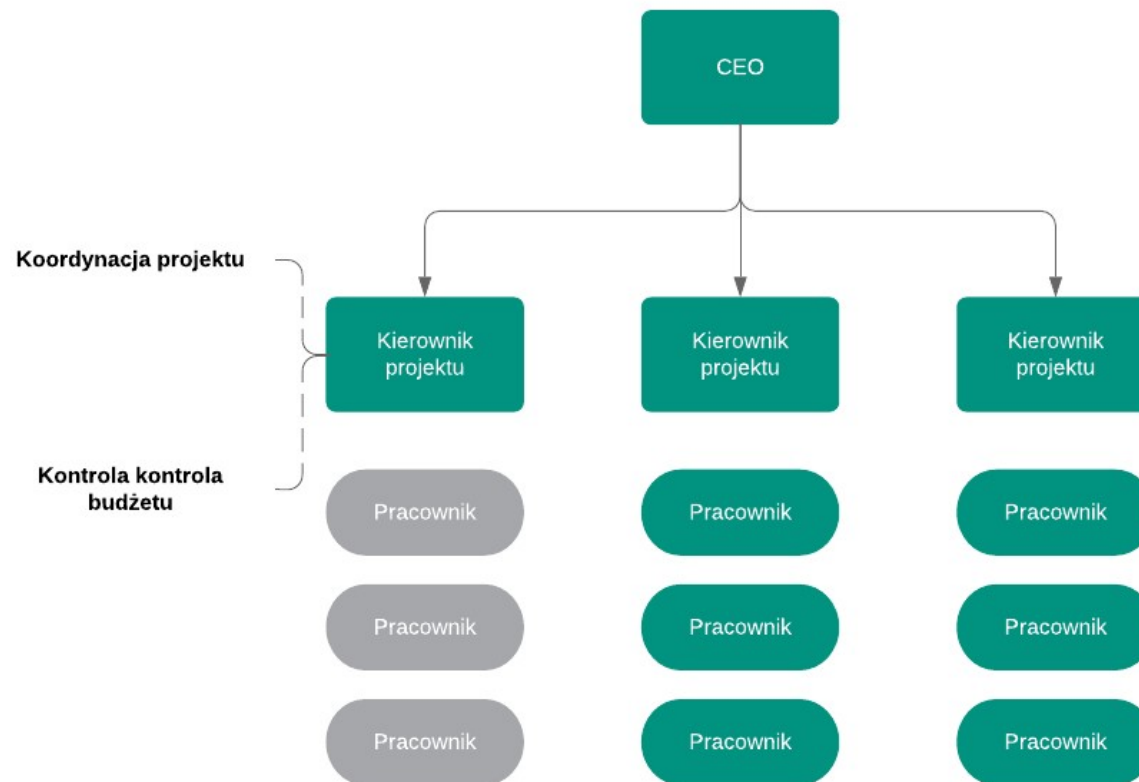 CEO
Koordynacja projektu
Kierownik
projektu
Kierownik
projektu
Kierownik
projektu
Kontrola kontrola
budżetu
Pracownik
Pracownik
Pracownik
Pracownik
Pracownik
Pracownik
Pracownik
Pracownik
Pracownik